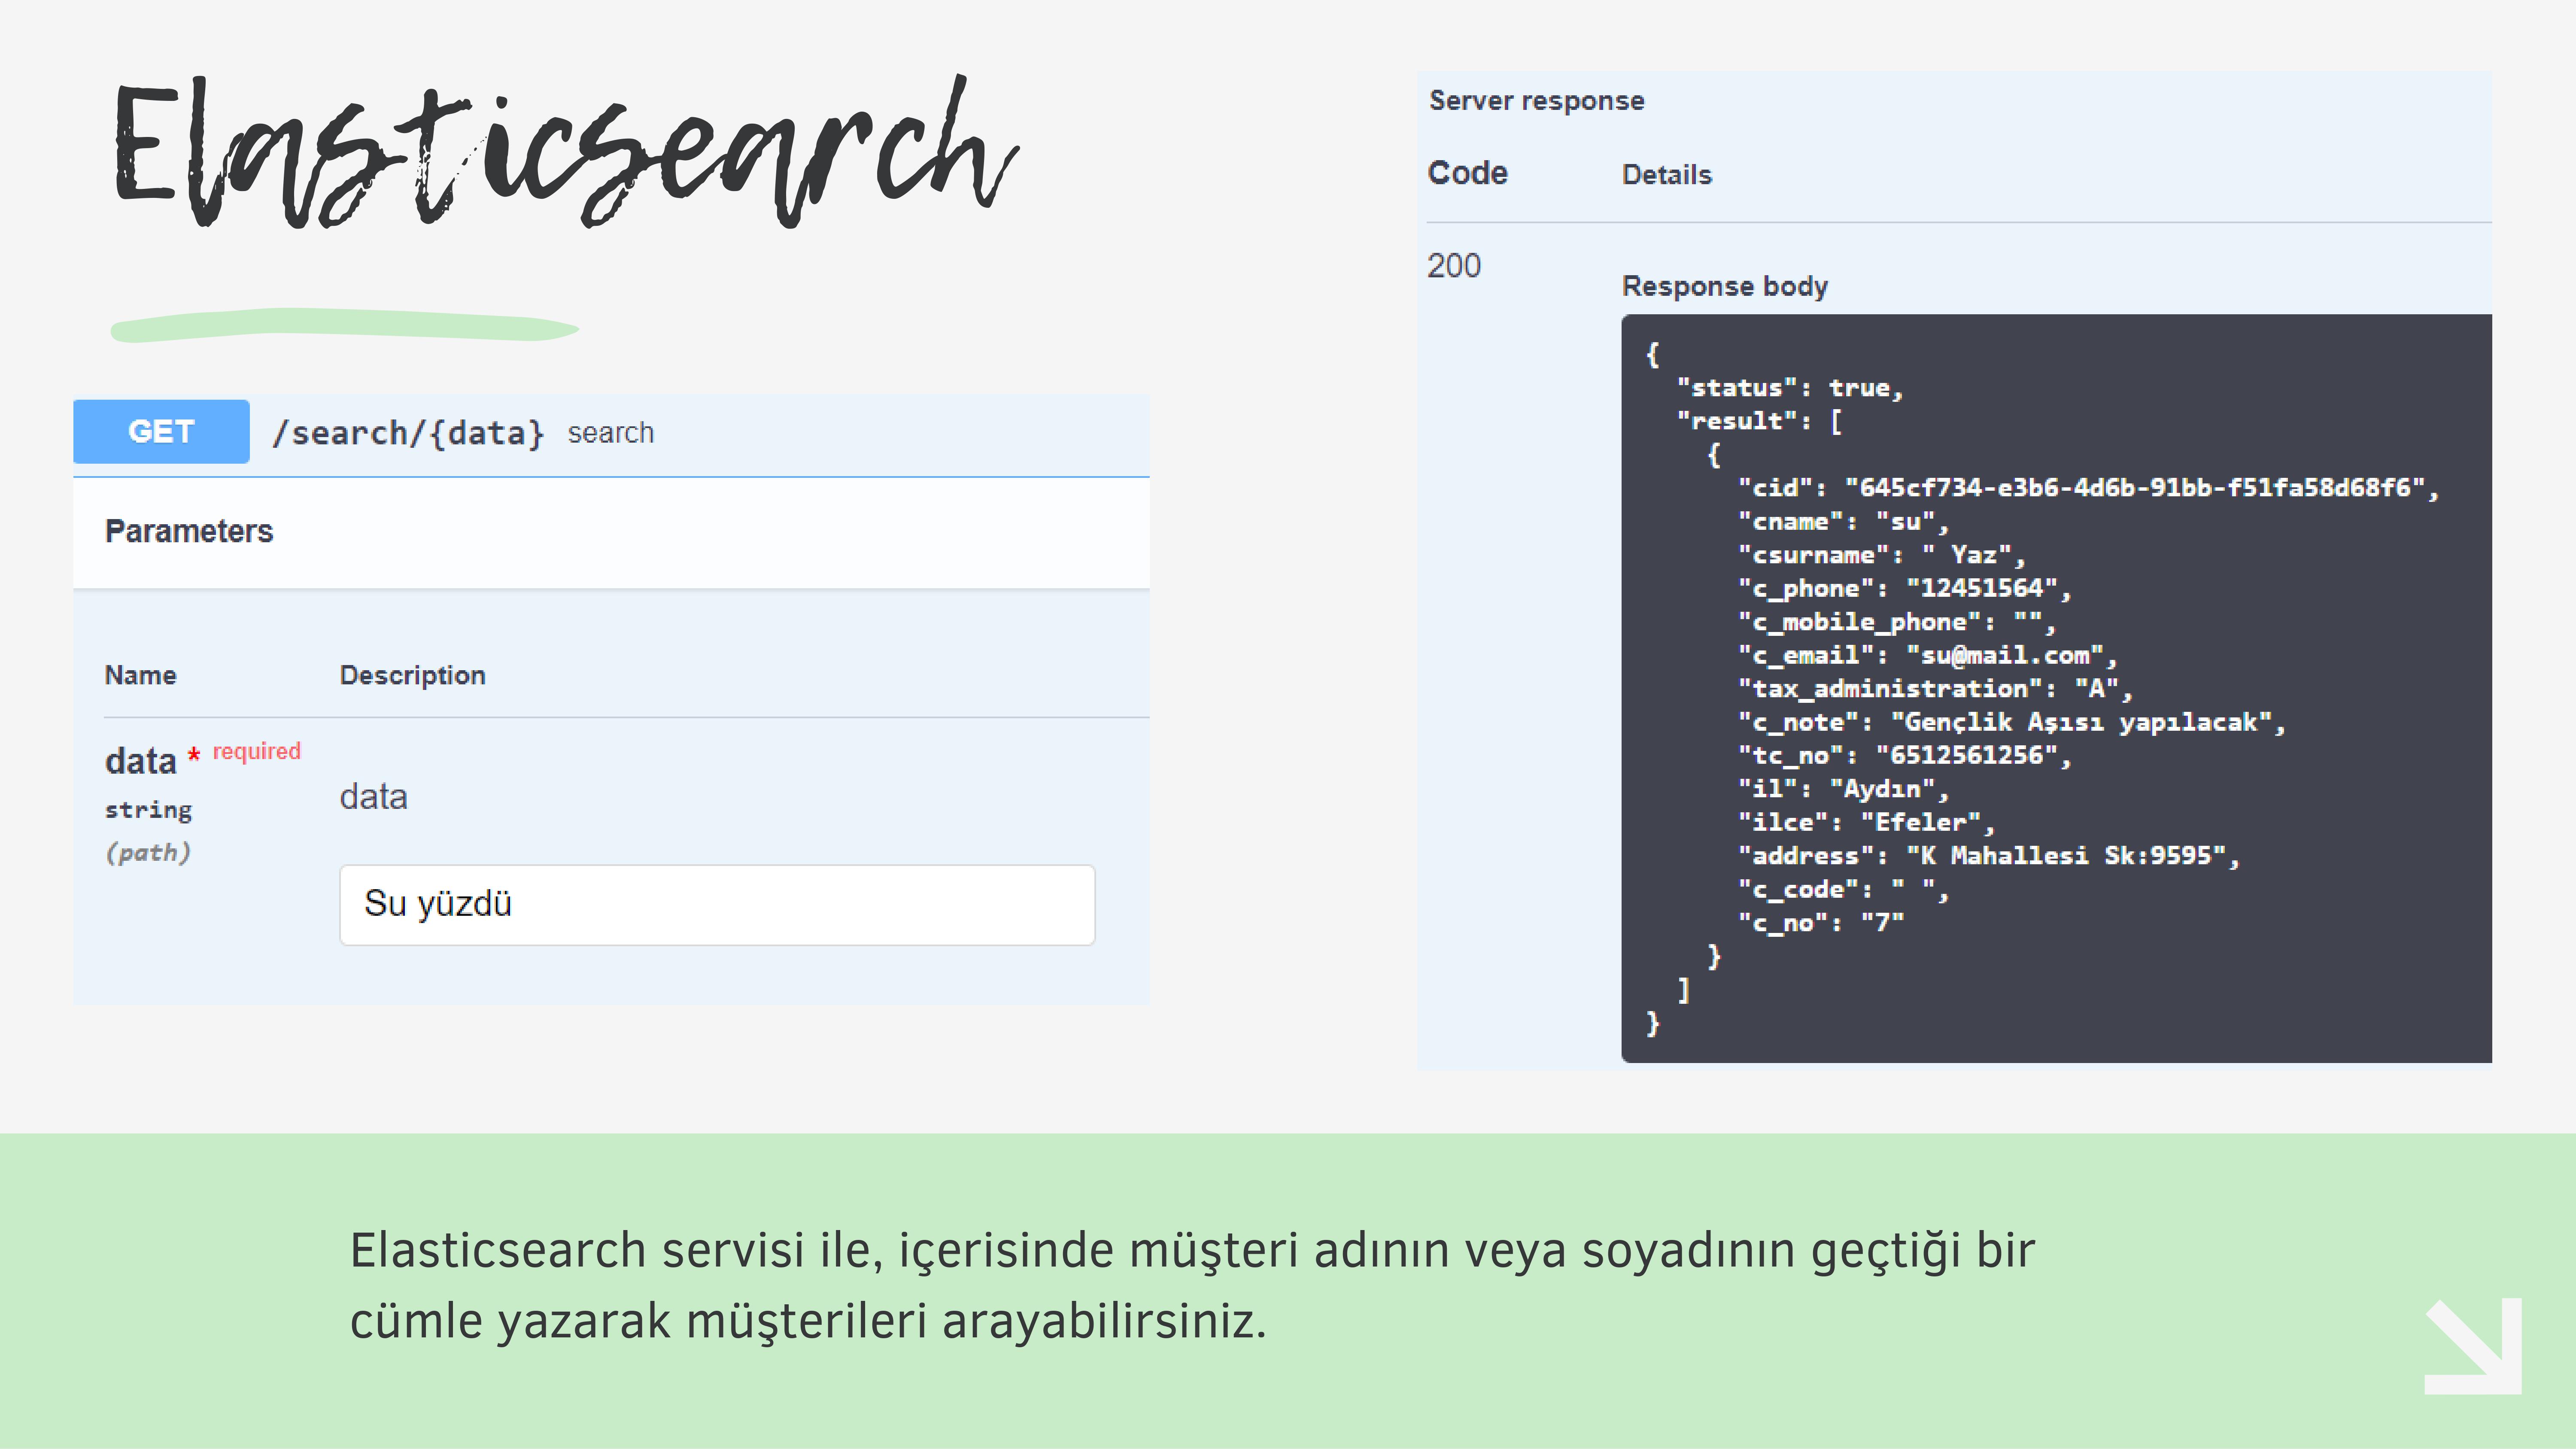 Elasticsearch
GET /search/{data} search
Parameters
Name Description
data * required
string
(path)
data
Su yüzdü
Server response
Code Details
200
Response body
{
"status": true,
"result": [
{
"cid": "645cf734-e3b6-4d6b-91bb-f51fa58d68f6",
"cname": "su",
"csurname": " Yaz",
"c_phone": "12451564",
"c_mobile_phone": "",
"c_email": "su@mail.com",
"tax_administration": "A",
"c_note": "Gençlik Aşısı yapılacak",
"tc_no": "6512561256",
"il": "Aydın",
"ilce": "Efeler",
"address": "K Mahallesi Sk:9595",
"c_code": " ",
"c_no": "7"
}
]
}
Elasticsearch servisi ile, içerisinde müşteri adının veya soyadının geçtiği bir
cümle yazarak müşterileri arayabilirsiniz.